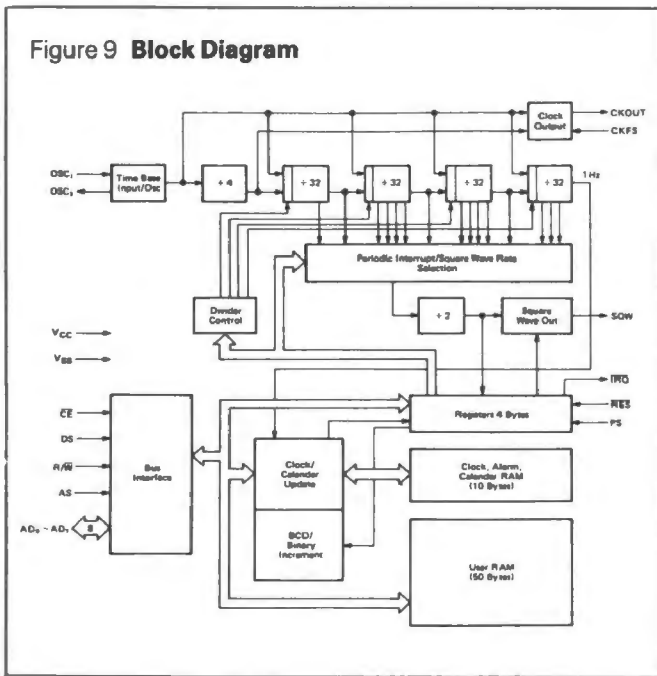 Figure 9 Block Diagram
Clock Output
CKOUT
CKFS
OSC₁
OSC₂
Time Base Input/Osc
÷ 4
÷ 32
÷ 32
÷ 32
÷ 32
1 Hz
Periodic Interrupt/Square Wave Rate Selection
Divider Control
÷ 2
Square Wave Out
SQW
VCC
VSS
IRQ
RES
PS
Registers 4 Bytes
CE
DS
R/W
AS
AD₀ ~ AD₇
8
Bus Interface
Clock/ Calendar Update
BCD/ Binary Increment
Clock, Alarm, Calendar RAM (10 Bytes)
User RAM (50 Bytes)